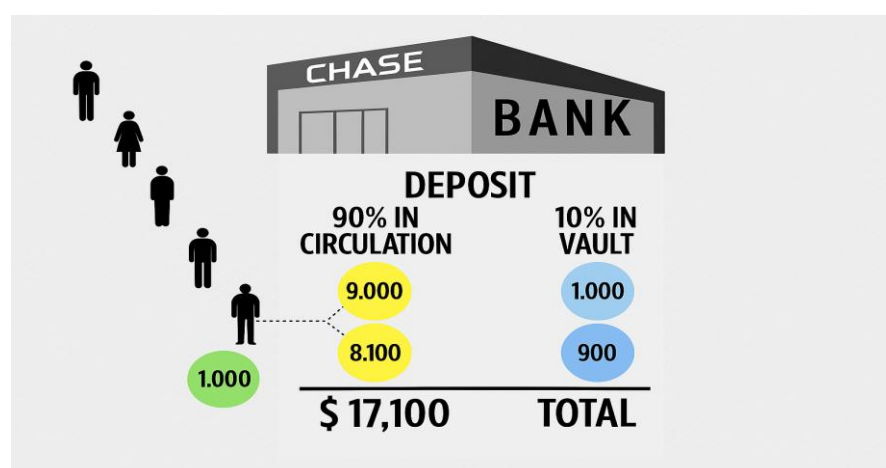 CHASE
BANK
DEPOSIT
90% IN
CIRCULATION
10% IN
VAULT
9.000
1.000
8.100
900
1.000
$ 17,100 TOTAL